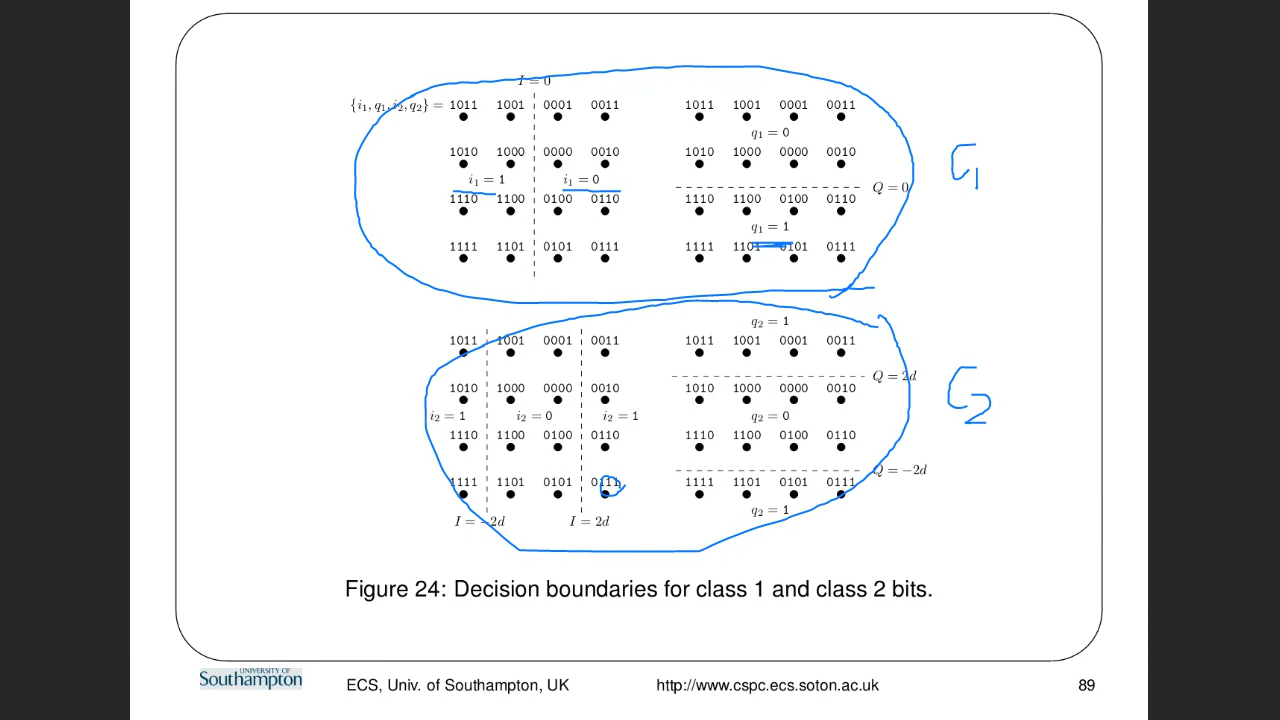 I = 0
{i₁, q₁, i₂, q₂} = 1011 1001 0001 0011 1011 1001 0001 0011
q₁ = 0
1010 1000 0000 0010 1010 1000 0000 0010
i₁ = 1 i₁ = 0
Q = 0
1110 1100 0100 0110 1110 1100 0100 0110
q₁ = 1
1111 1101 0101 0111 1111 1101 0101 0111
C1
q₂ = 1
1011 1001 0001 0011 1011 1001 0001 0011
Q = 2d
1010 1000 0000 0010 1010 1000 0000 0010
i₂ = 1 i₂ = 0 i₂ = 1 q₂ = 0
1110 1100 0100 0110 1110 1100 0100 0110
Q = −2d
1111 1101 0101 0111 1111 1101 0101 0111
q₂ = 1
I = −2d I = 2d
C2
Figure 24: Decision boundaries for class 1 and class 2 bits.
UNIVERSITY OF
Southampton
ECS, Univ. of Southampton, UK http://www.cspc.ecs.soton.ac.uk 89